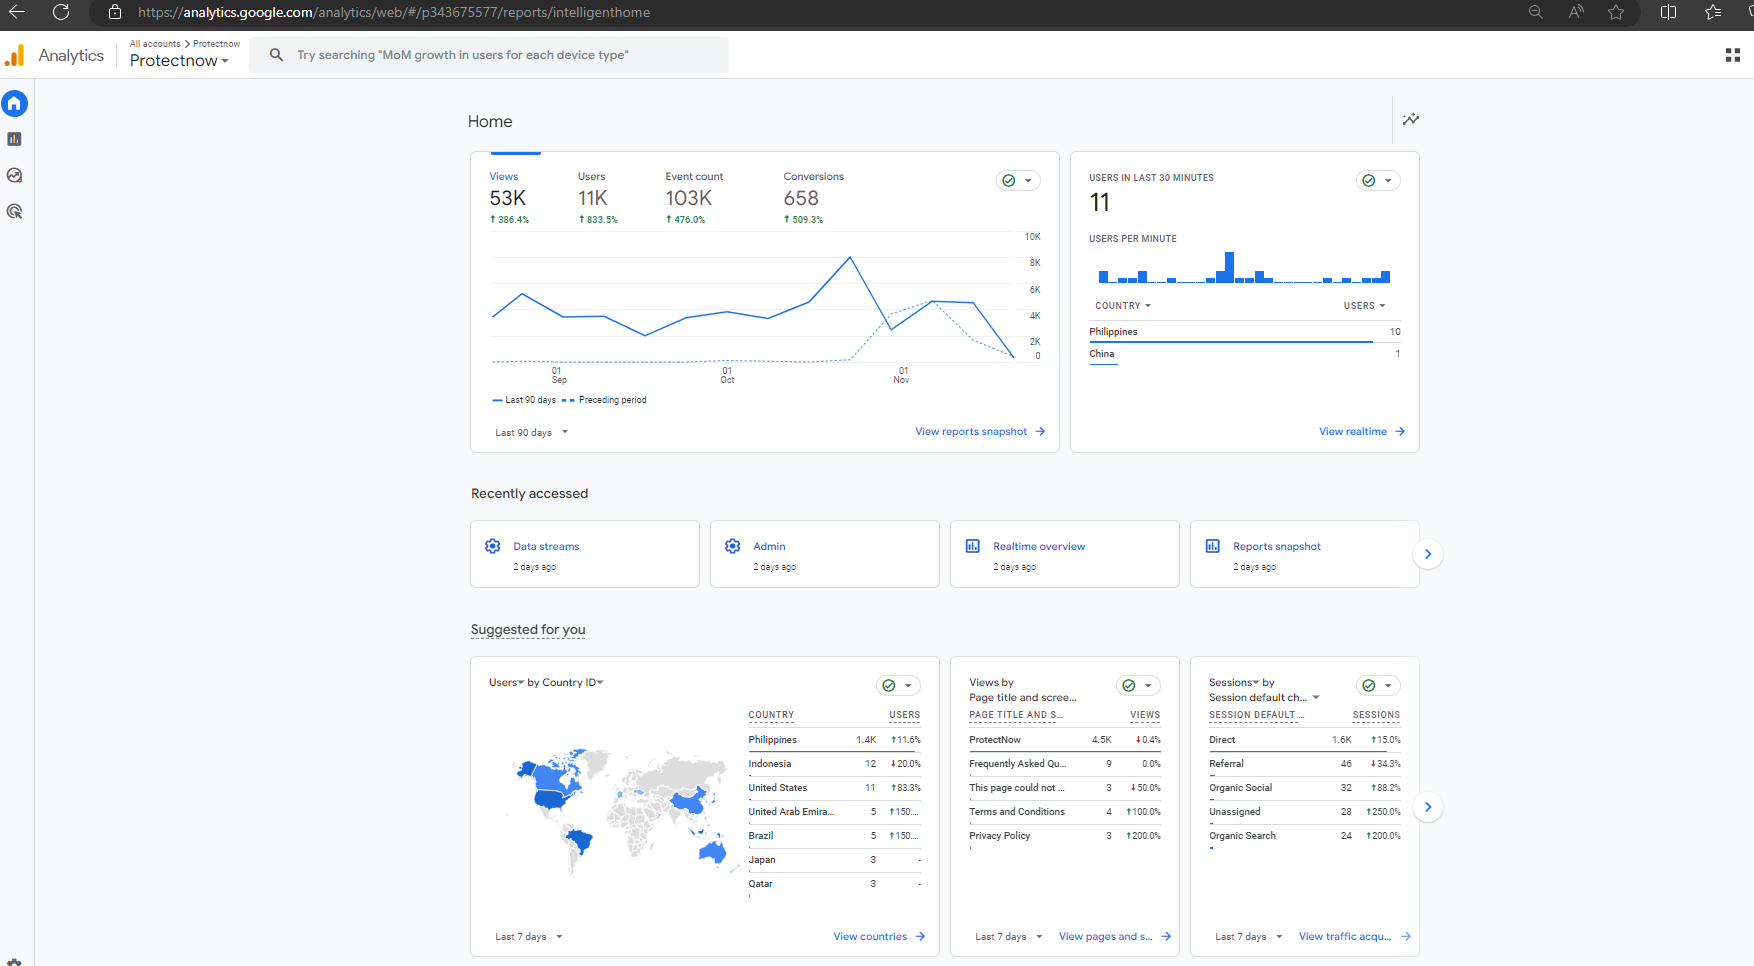 https://analytics.google.com/analytics/web/#/p343675577/reports/intelligenthome
Analytics
All accounts > Protectnow
Protectnow
Try searching "MoM growth in users for each device type"
Home
Views
53K
↑ 386.4%
Users
11K
↑ 833.5%
Event count
103K
↑ 476.0%
Conversions
658
↑ 509.3%
10K
8K
6K
4K
2K
0
01
Sep
01
Oct
01
Nov
Last 90 days
Preceding period
Last 90 days
View reports snapshot
USERS IN LAST 30 MINUTES
11
USERS PER MINUTE
COUNTRY USERS
Philippines 10
China 1
View realtime
Recently accessed
Data streams
2 days ago
Admin
2 days ago
Realtime overview
2 days ago
Reports snapshot
2 days ago
Suggested for you
Users by Country ID
COUNTRY USERS
Philippines 1.4K ↑11.6%
Indonesia 12 ↓20.0%
United States 11 ↑83.3%
United Arab Emira... 5 ↑150....
Brazil 5 ↑150....
Japan 3 -
Qatar 3 -
Last 7 days
View countries
Views by
Page title and scree...
PAGE TITLE AND S... VIEWS
ProtectNow 4.5K ↓0.4%
Frequently Asked Qu... 9 0.0%
This page could not ... 3 ↓50.0%
Terms and Conditions 4 ↑100.0%
Privacy Policy 3 ↑200.0%
Last 7 days
View pages and s...
Sessions by
Session default ch...
SESSION DEFAULT ... SESSIONS
Direct 1.6K ↑15.0%
Referral 46 ↓34.3%
Organic Social 32 ↑88.2%
Unassigned 28 ↑250.0%
Organic Search 24 ↑200.0%
Last 7 days
View traffic acqu...